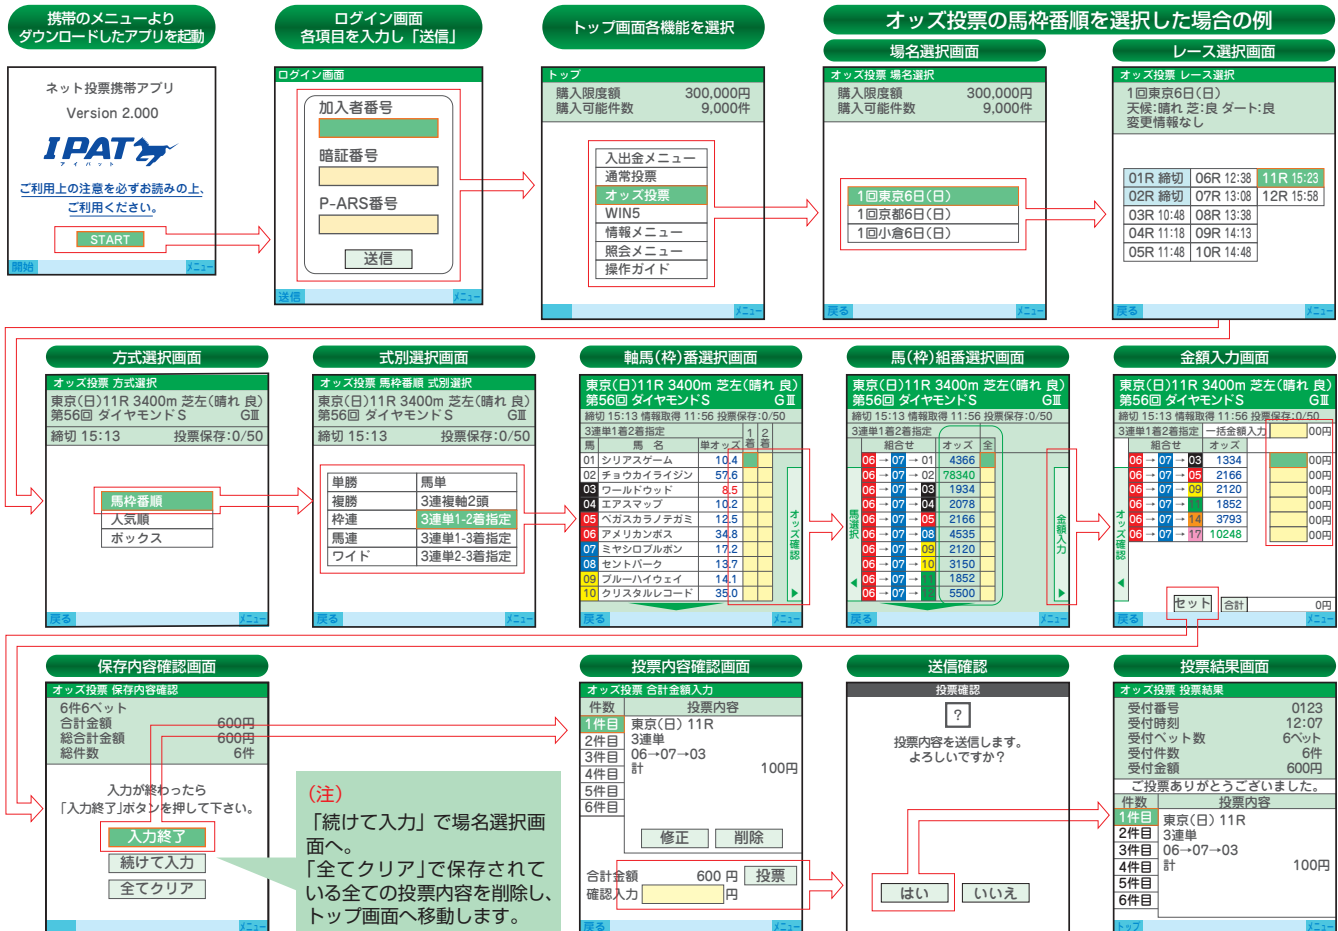 携帯のメニューより
ダウンロードしたアプリを起動
ネット投票携帯アプリ
Version 2.000
IPAT
アイパット
ご利用上の注意を必ずお読みの上、
ご利用ください。
START
開始 メニュー
ログイン画面
各項目を入力し「送信」
ログイン画面
加入者番号
暗証番号
P-ARS番号
送信
送信 メニュー
トップ画面各機能を選択
トップ
購入限度額 300,000円
購入可能件数 9,000件
入出金メニュー
通常投票
オッズ投票
WIN5
情報メニュー
照会メニュー
操作ガイド
メニュー
オッズ投票の馬枠番順を選択した場合の例
場名選択画面
オッズ投票 場名選択
購入限度額 300,000円
購入可能件数 9,000件
1回東京6日(日)
1回京都6日(日)
1回小倉6日(日)
戻る メニュー
レース選択画面
オッズ投票 レース選択
1回東京6日(日)
天候:晴れ 芝:良 ダート:良
変更情報なし
01R 締切 06R 12:38 11R 15:23
02R 締切 07R 13:08 12R 15:58
03R 10:48 08R 13:38
04R 11:18 09R 14:13
05R 11:48 10R 14:48
戻る メニュー
方式選択画面
オッズ投票 方式選択
東京(日)11R 3400m 芝左(晴れ 良)
第56回 ダイヤモンドS GⅢ
締切 15:13 投票保存:0/50
馬枠番順
人気順
ボックス
戻る メニュー
式別選択画面
オッズ投票 馬枠番順 式別選択
東京(日)11R 3400m 芝左(晴れ 良)
第56回 ダイヤモンドS GⅢ
締切 15:13 投票保存:0/50
単勝 馬単
複勝 3連複軸2頭
枠連 3連単1-2着指定
馬連 3連単1-3着指定
ワイド 3連単2-3着指定
戻る メニュー
軸馬(枠)番選択画面
東京(日)11R 3400m 芝左(晴れ 良)
第56回 ダイヤモンドS GⅢ
締切 15:13 情報取得 11:56 投票保存:0/50
3連単1着2着指定 1着 2着
馬 馬 名 単オッズ
01 シリアスゲーム 10.4
02 チョウカイライジン 57.6
03 ワールドウッド 8.5
04 エアスマップ 10.2
05 ペガスカラノテガミ 12.5
06 アメリカンボス 34.8
07 ミヤシロブルボン 17.2
08 セントパーク 13.7
09 ブルーハイウェイ 14.1
10 クリスタルレコード 35.0
オッズ確認
戻る メニュー
馬(枠)組番選択画面
東京(日)11R 3400m 芝左(晴れ 良)
第56回 ダイヤモンドS GⅢ
締切 15:13 情報取得 11:56 投票保存:0/50
3連単1着2着指定
組合せ オッズ 全
06→07→01 4366
06→07→02 78340
06→07→03 1934
06→07→04 2078
06→07→05 2166
06→07→08 4535
06→07→09 2120
06→07→10 3150
06→07→11 1852
06→07→12 5500
馬選択
金額入力
戻る メニュー
金額入力画面
東京(日)11R 3400m 芝左(晴れ 良)
第56回 ダイヤモンドS GⅢ
締切 15:13 情報取得 11:56 投票保存:0/50
3連単1着2着指定 一括金額入力 00円
組合せ オッズ
06→07→03 1334 00円
06→07→05 2166 00円
06→07→09 2120 00円
06→07→11 1852 00円
06→07→14 3793 00円
06→07→17 10248 00円
オッズ確認
セット 合計 0円
戻る メニュー
保存内容確認画面
オッズ投票 保存内容確認
6件6ベット
合計金額 600円
総合計金額 600円
総件数 6件
入力が終わったら
「入力終了」ボタンを押して下さい。
入力終了
続けて入力
全てクリア
メニュー
(注)
「続けて入力」で場名選択画
面へ。
「全てクリア」で保存されて
いる全ての投票内容を削除し、
トップ画面へ移動します。
投票内容確認画面
オッズ投票 合計金額入力
件数 投票内容
1件目 東京(日) 11R
2件目 3連単
3件目 06→07→03
4件目 計 100円
5件目
6件目
修正 削除
合計金額 600 円 投票
確認入力 円
戻る メニュー
送信確認
投票確認
?
投票内容を送信します。
よろしいですか?
はい いいえ
投票結果画面
オッズ投票 投票結果
受付番号 0123
受付時刻 12:07
受付ベット数 6ベット
受付件数 6件
受付金額 600円
ご投票ありがとうございました。
件数 投票内容
1件目 東京(日) 11R
2件目 3連単
3件目 06→07→03
4件目 計 100円
5件目
6件目
トップ メニュー